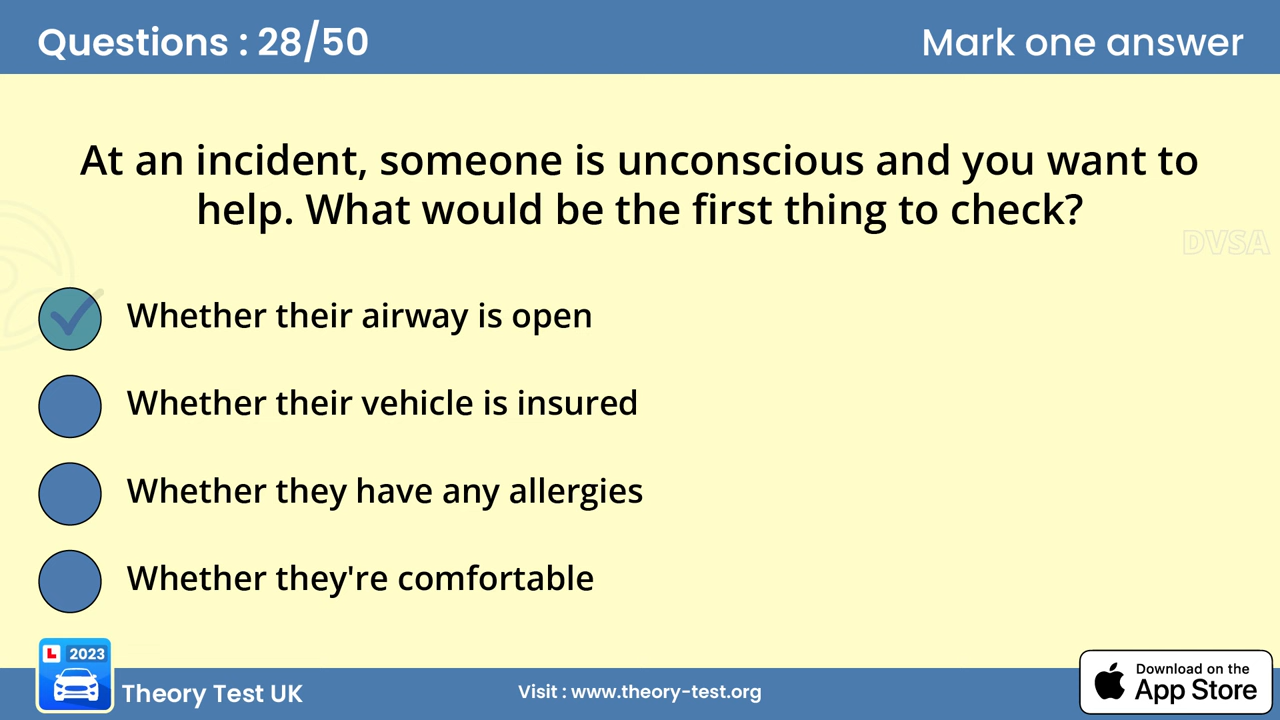 Questions : 28/50
Mark one answer
At an incident, someone is unconscious and you want to
help. What would be the first thing to check?
DVSA
Whether their airway is open
Whether their vehicle is insured
Whether they have any allergies
Whether they're comfortable
L 2023
Theory Test UK
Visit : www.theory-test.org
Download on the
App Store